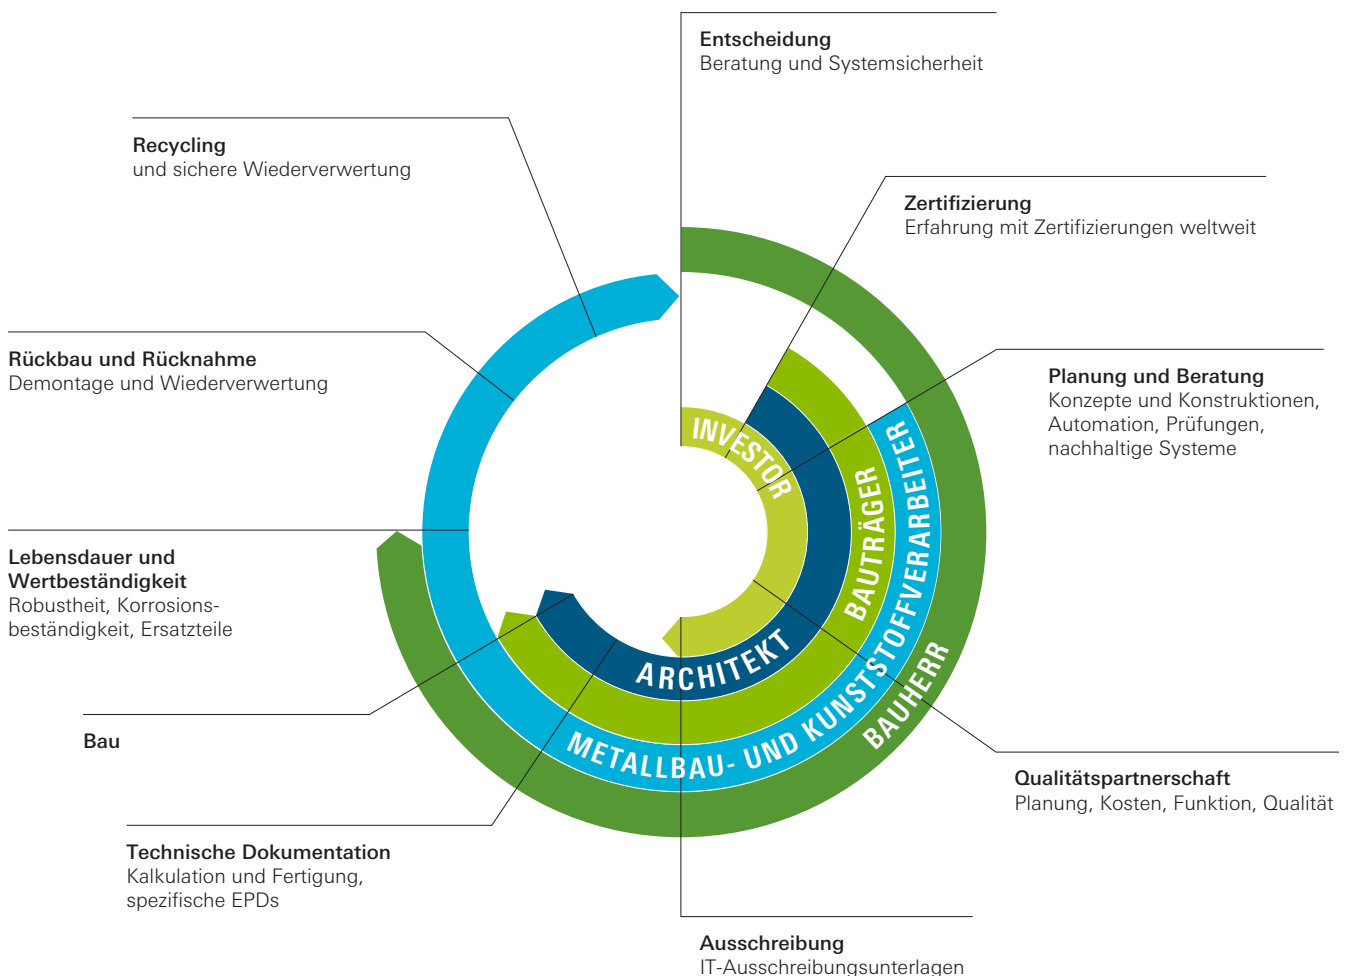 Entscheidung
Beratung und Systemsicherheit
Recycling
und sichere Wiederverwertung
Zertifizierung
Erfahrung mit Zertifizierungen weltweit
Rückbau und Rücknahme
Demontage und Wiederverwertung
Planung und Beratung
Konzepte und Konstruktionen,
Automation, Prüfungen,
nachhaltige Systeme
INVESTOR
BAUTRÄGER
ARCHITEKT
METALLBAU- UND KUNSTSTOFFVERARBEITER
BAUHERR
Lebensdauer und
Wertbeständigkeit
Robustheit, Korrosions-
beständigkeit, Ersatzteile
Bau
Qualitätspartnerschaft
Planung, Kosten, Funktion, Qualität
Technische Dokumentation
Kalkulation und Fertigung,
spezifische EPDs
Ausschreibung
IT-Ausschreibungsunterlagen